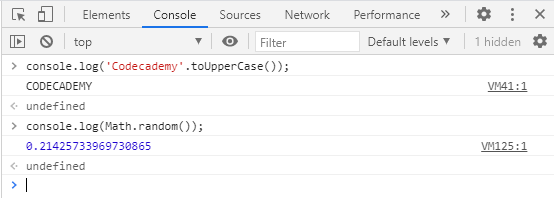 Elements Console Sources Network Performance »
top Filter Default levels 1 hidden
> console.log('Codecademy'.toUpperCase());
CODECADEMY VM41:1
undefined
> console.log(Math.random());
0.21425733969730865 VM125:1
undefined
>